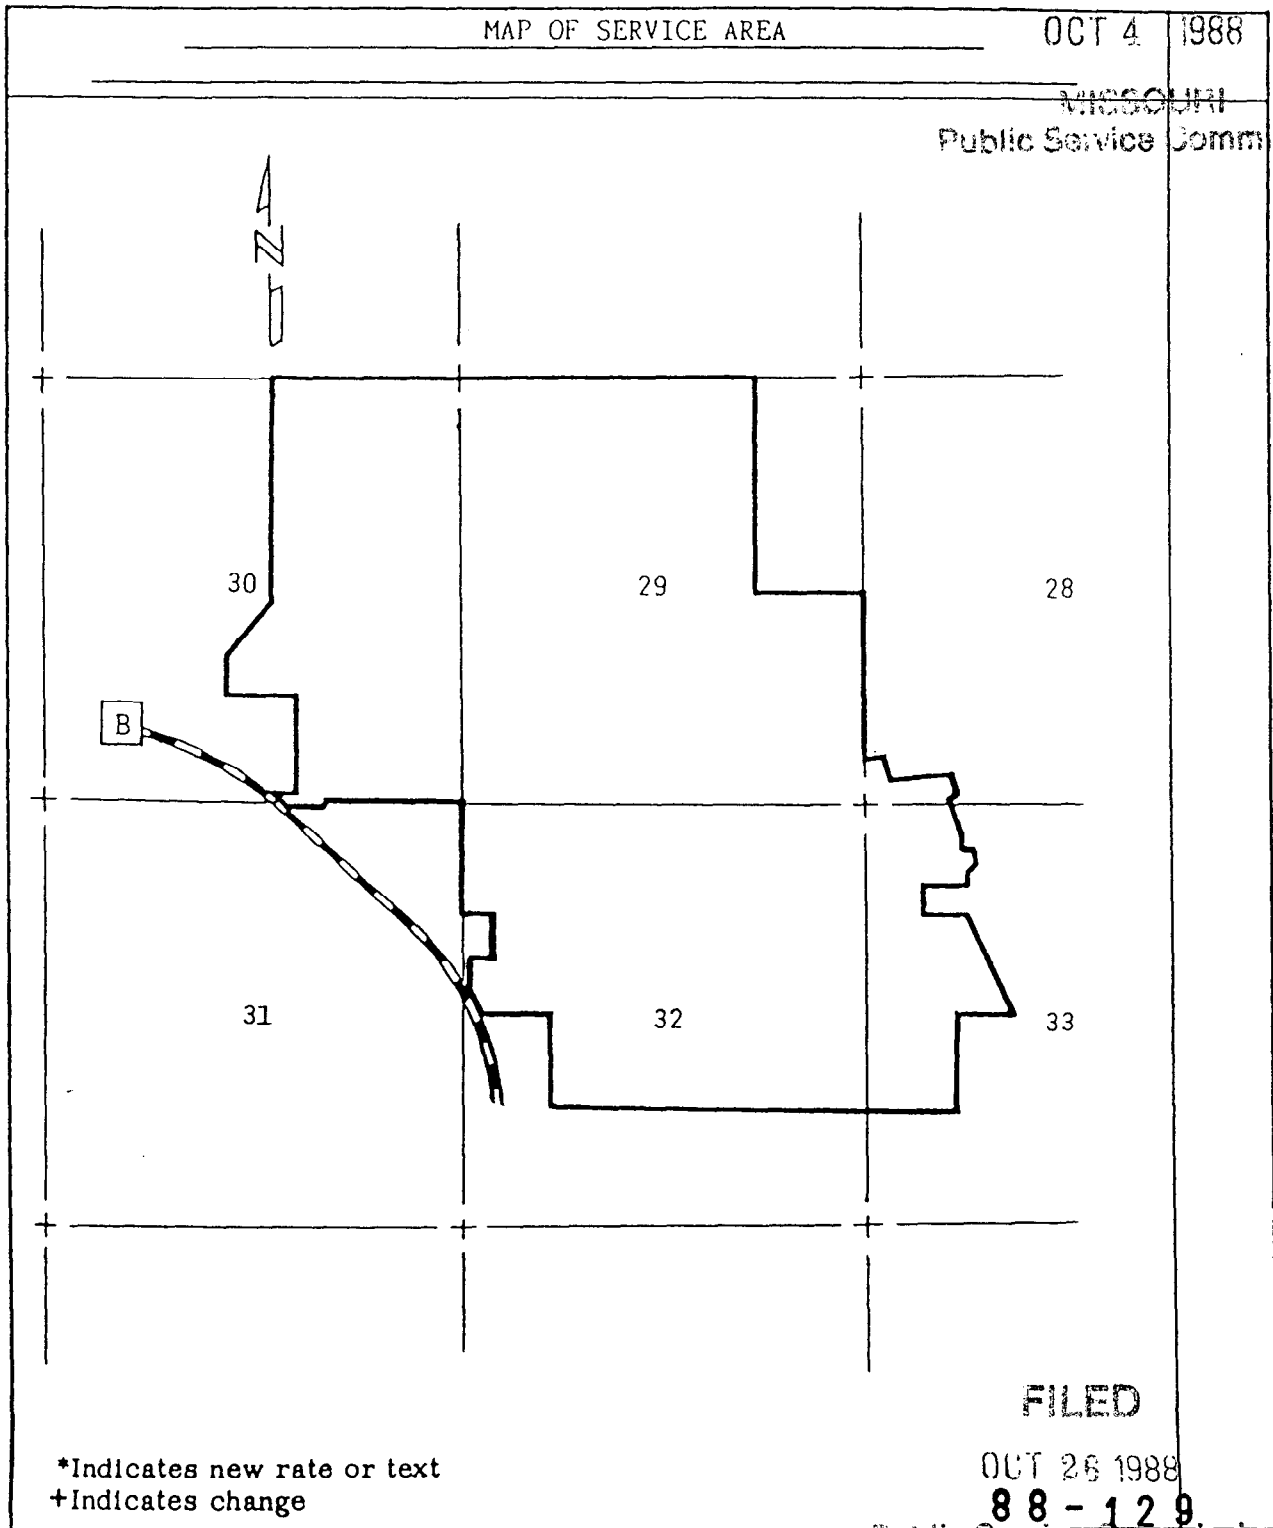 MAP OF SERVICE AREA
OCT 4 1988
MISSOURI
Public Service Comm
N
30
29
28
B
31
32
33
FILED
*Indicates new rate or text
+Indicates change
OCT 26 1988
88-129